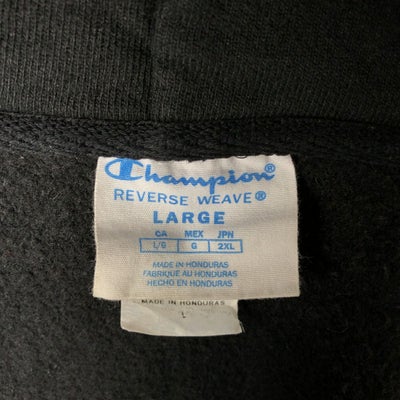 Champion®
REVERSE WEAVE®
LARGE
CA MEX JPN
L/G G 2XL
MADE IN HONDURAS
FABRIQUÉ AU HONDURAS
HECHO EN HONDURAS
MADE IN HONDURAS